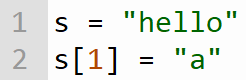 1 s = "hello"
2 s[1] = "a"